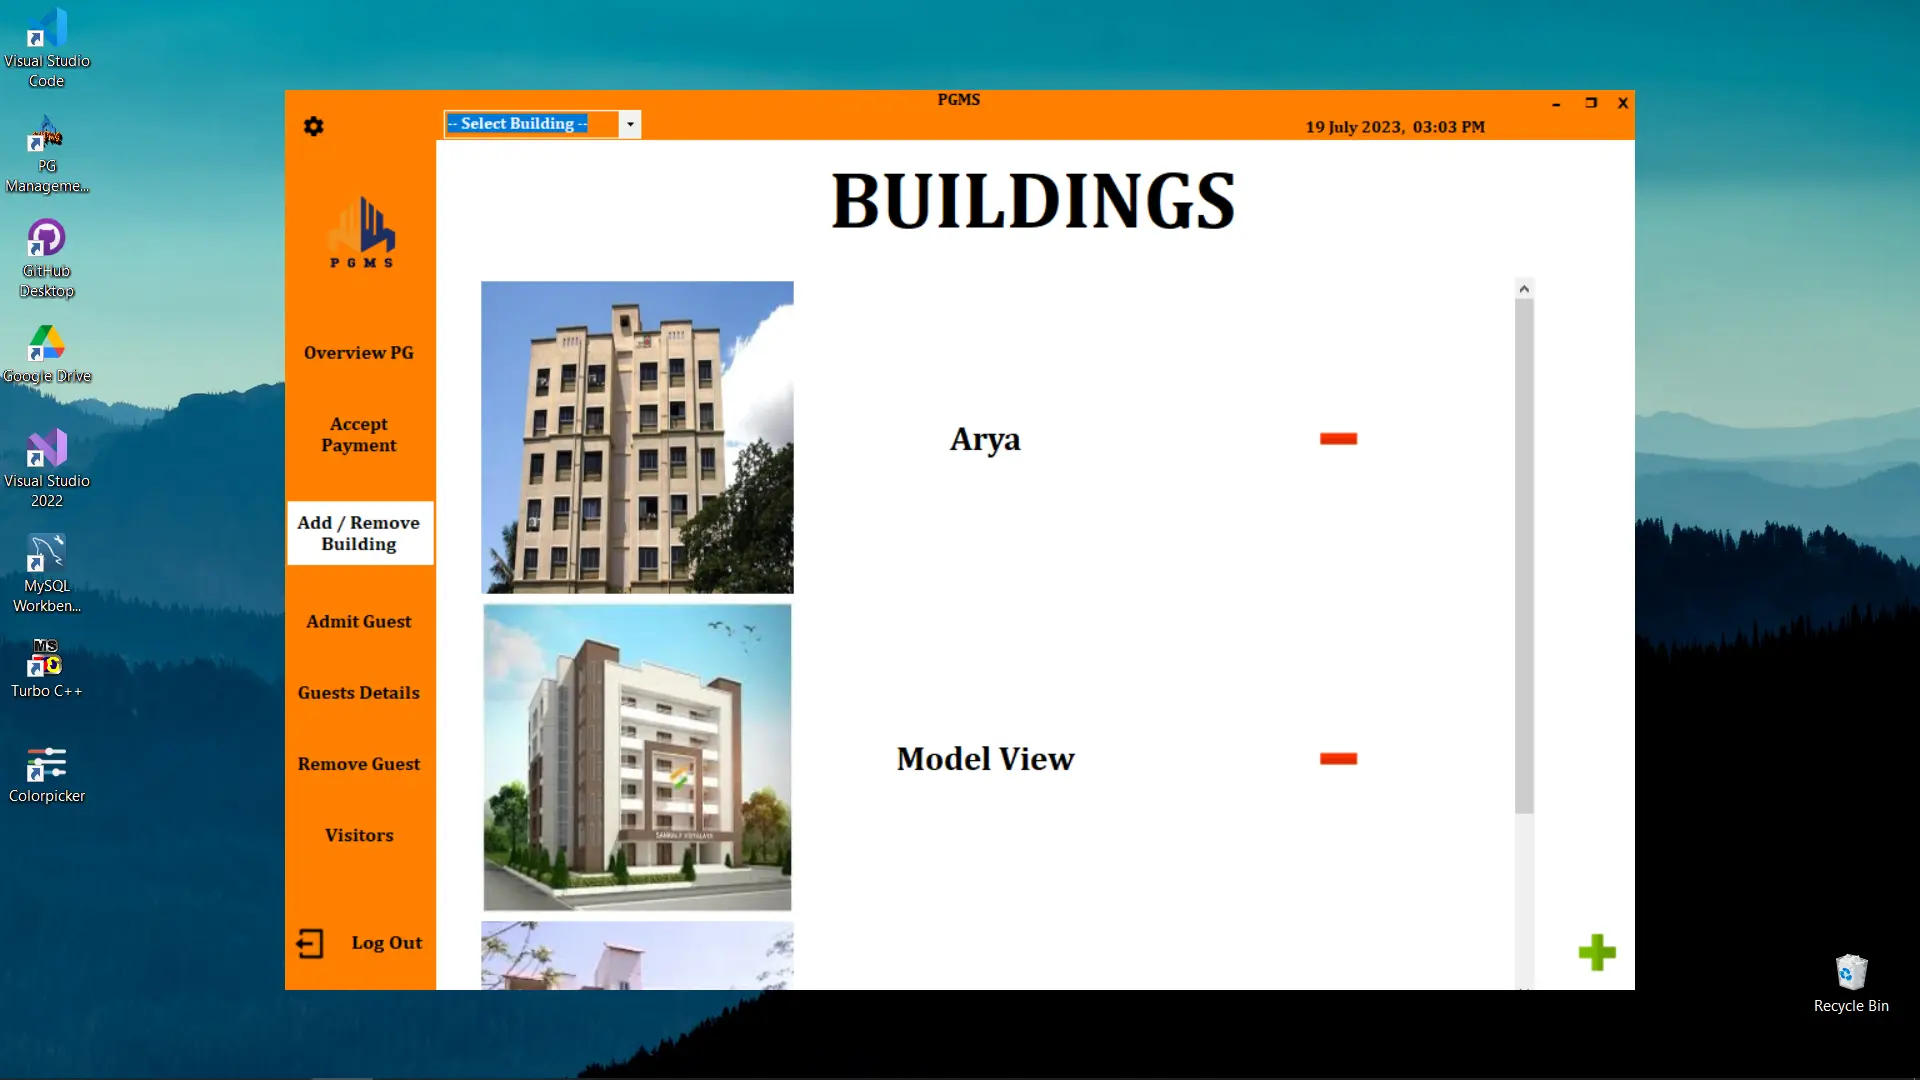 Visual Studio
Code
PG
Manageme...
GitHub
Desktop
Google Drive
Visual Studio
2022
MySQL
Workben...
MS
Turbo C++
Colorpicker
PGMS
-- Select Building --
19 July 2023, 03:03 PM
P G M S
Overview PG
Accept
Payment
Add / Remove
Building
Admit Guest
Guests Details
Remove Guest
Visitors
Log Out
BUILDINGS
Arya
Model View
Recycle Bin